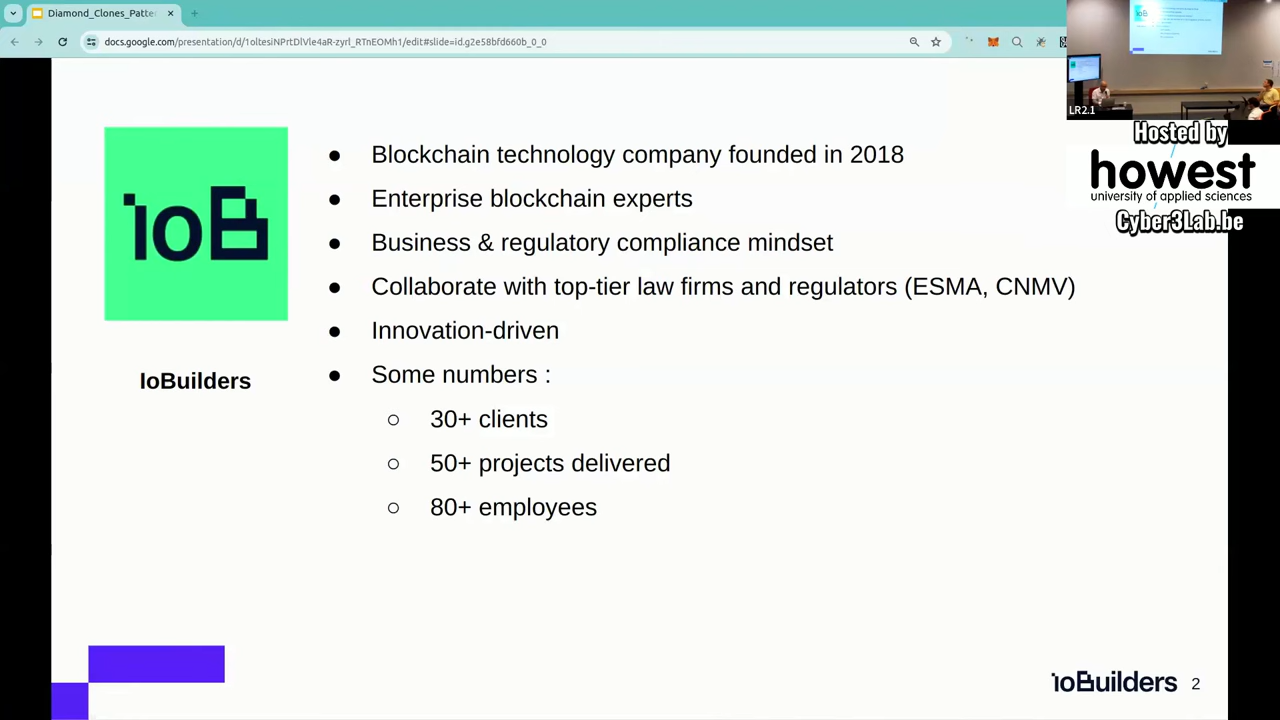 Diamond_Clones_Patte
docs.google.com/presentation/d/1oltesiNPrtDlVle4aR-zyrl_RTnEOMh1/edit#slide=id.g2e58bfd660b_0_0
LR2.1
Hosted by
howest
university of applied sciences
Cyber3Lab.be
ioB
IoBuilders
● Blockchain technology company founded in 2018
● Enterprise blockchain experts
● Business & regulatory compliance mindset
● Collaborate with top-tier law firms and regulators (ESMA, CNMV)
● Innovation-driven
● Some numbers :
○ 30+ clients
○ 50+ projects delivered
○ 80+ employees
ioBuilders 2